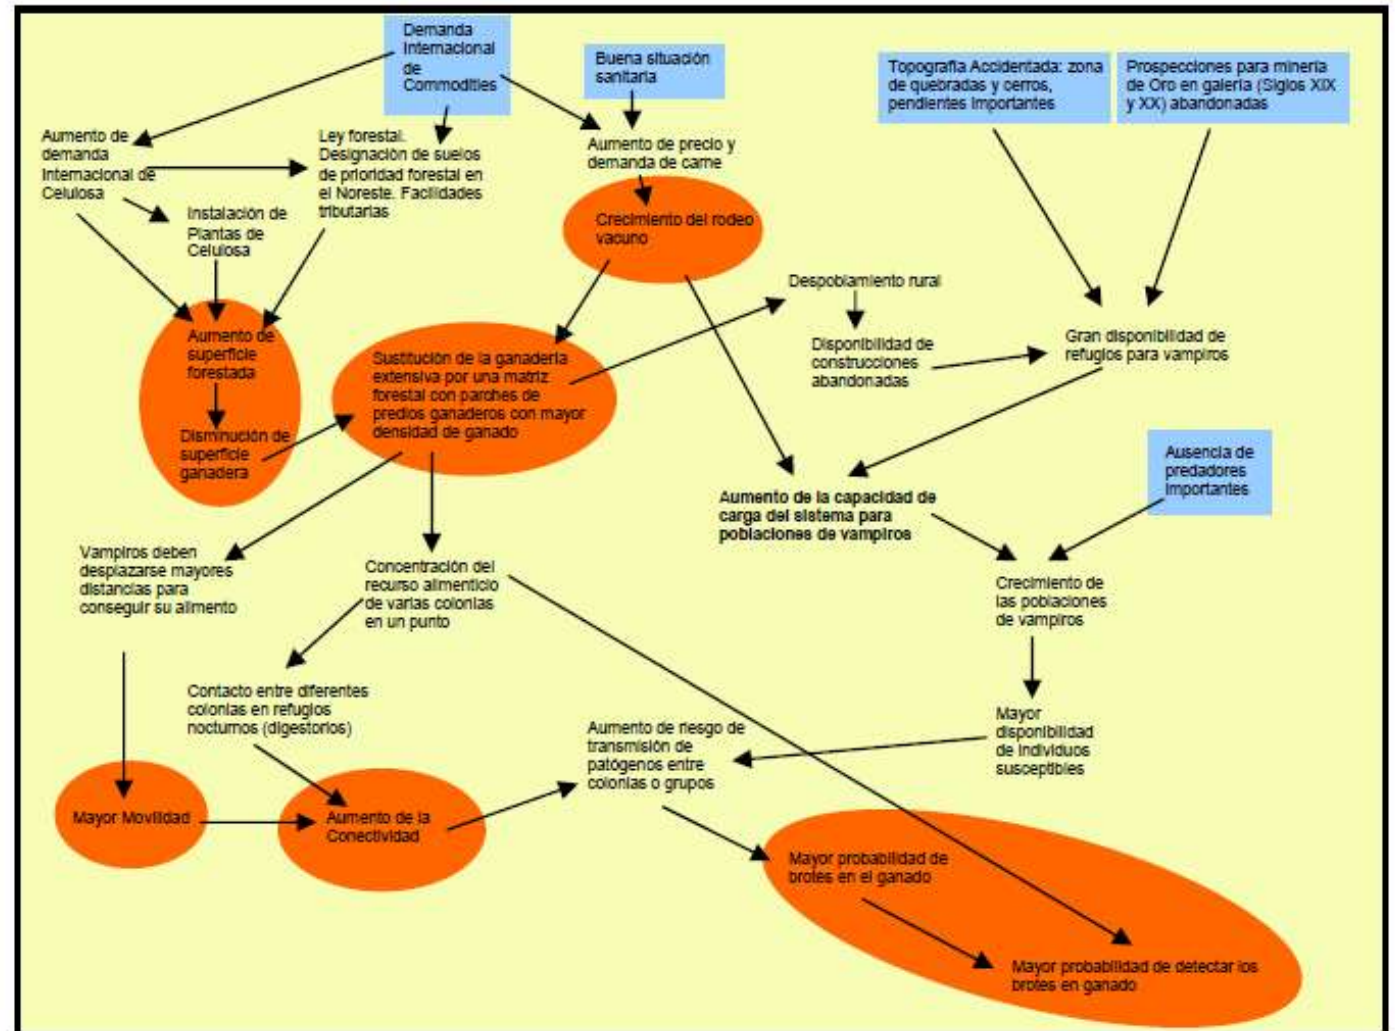 Demanda
Internacional
de
Commodities
Buena situación
sanitaria
Topografía Accidentada: zona
de quebradas y cerros,
pendientes importantes
Prospecciones para minería
de Oro en galería (Siglos XIX
y XX) abandonadas
Aumento de
demanda
Internacional de
Celulosa
Ley forestal.
Designación de suelos
de prioridad forestal en
el Noreste. Facilidades
tributarias
Aumento de precio y
demanda de carne
Instalación de
Plantas de
Celulosa
Crecimiento del rodeo
vacuno
Despoblamiento rural
Aumento de
superficie
forestada
Sustitución de la ganadería
extensiva por una matriz
forestal con parches de
predios ganaderos con mayor
densidad de ganado
Disponibilidad de
construcciones
abandonadas
Gran disponibilidad de
refugios para vampiros
Disminución de
superficie
ganadera
Ausencia de
predadores
importantes
Aumento de la capacidad de
carga del sistema para
poblaciones de vampiros
Vampiros deben
desplazarse mayores
distancias para
conseguir su alimento
Concentración del
recurso alimenticio
de varias colonias
en un punto
Crecimiento de
las poblaciones
de vampiros
Contacto entre diferentes
colonias en refugios
nocturnos (digestorios)
Aumento de riesgo de
transmisión de
patógenos entre
colonias o grupos
Mayor
disponibilidad
de individuos
susceptibles
Mayor Movilidad
Aumento de la
Conectividad
Mayor probabilidad de
brotes en el ganado
Mayor probabilidad de detectar los
brotes en ganado